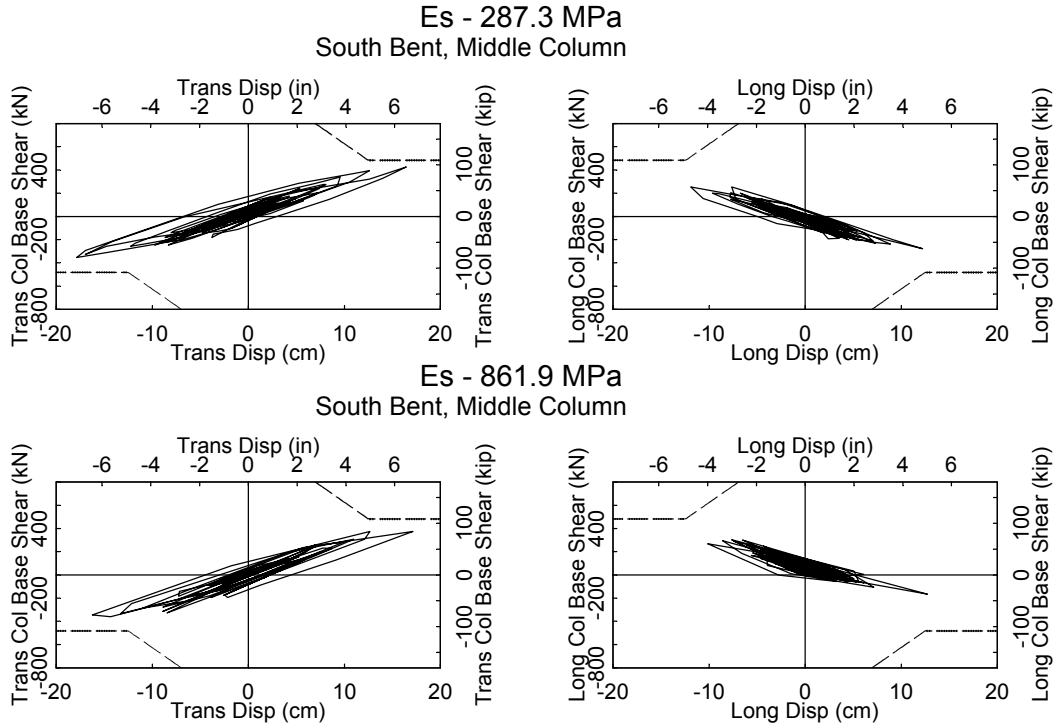 Es - 287.3 MPa
South Bent, Middle Column
Trans Disp (in)
-6 -4 -2 0 2 4 6
Trans Col Base Shear (kN)
400
-200
-800
Trans Col Base Shear (kip)
100
0
-100
-20 -10 0 10 20
Trans Disp (cm)
Long Disp (in)
-6 -4 -2 0 2 4 6
Long Col Base Shear (kN)
400
-200
-800
Long Col Base Shear (kip)
100
0
-100
-20 -10 0 10 20
Long Disp (cm)
Es - 861.9 MPa
South Bent, Middle Column
Trans Disp (in)
-6 -4 -2 0 2 4 6
Trans Col Base Shear (kN)
400
-200
-800
Trans Col Base Shear (kip)
100
0
-100
-20 -10 0 10 20
Trans Disp (cm)
Long Disp (in)
-6 -4 -2 0 2 4 6
Long Col Base Shear (kN)
400
-200
-800
Long Col Base Shear (kip)
100
0
-100
-20 -10 0 10 20
Long Disp (cm)